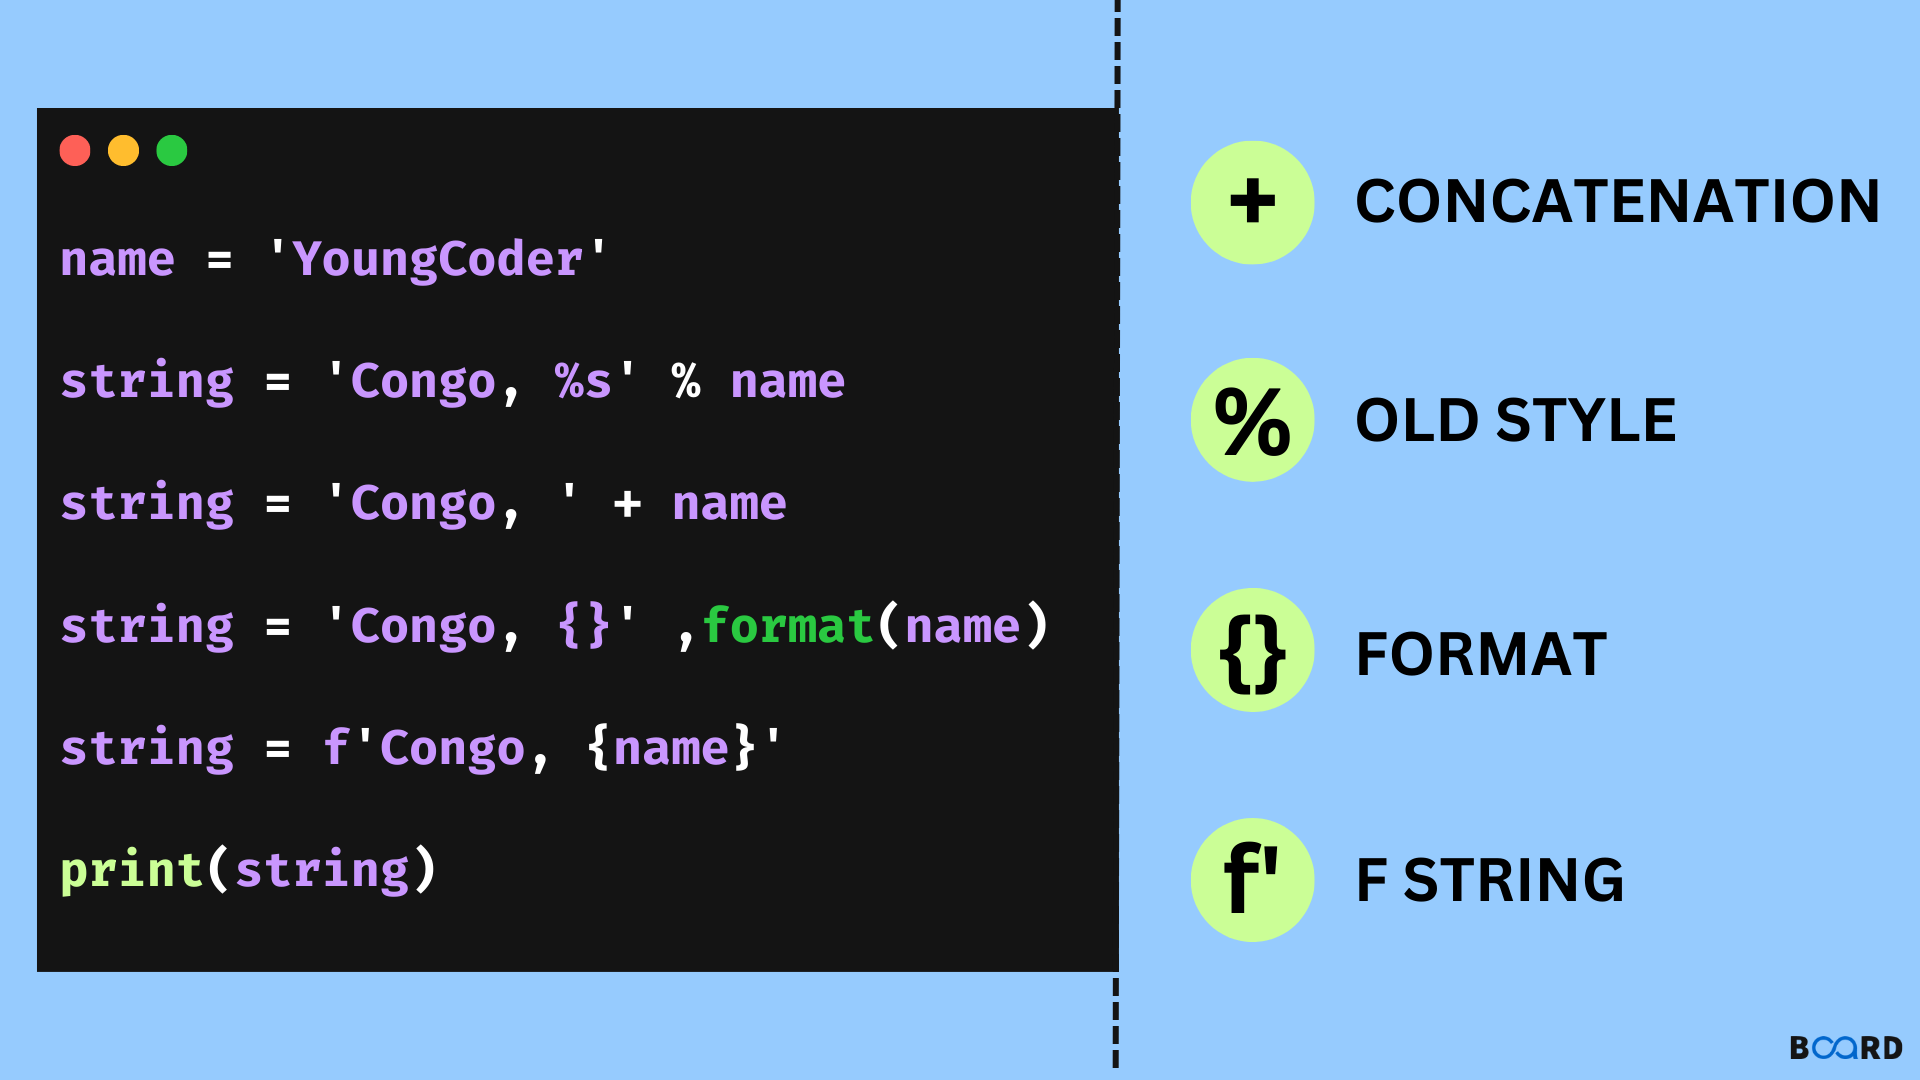 name = 'YoungCoder'
string = 'Congo, %s' % name
string = 'Congo, ' + name
string = 'Congo, {}' ,format(name)
string = f'Congo, {name}'
print(string)
+ CONCATENATION
% OLD STYLE
{} FORMAT
f' F STRING
BOARD